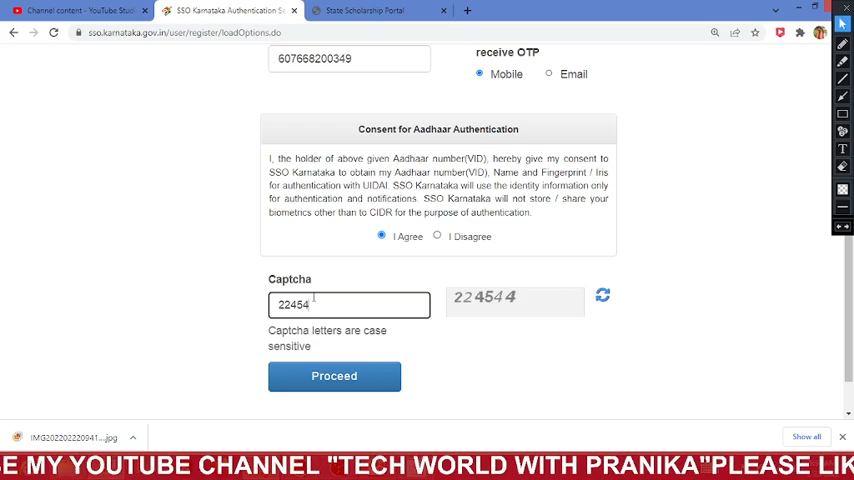 Channel content - YouTube Stud
SSO Karnataka Authentication Se
State Scholarship Portal
sso.karnataka.gov.in/user/register/loadOptions.do
receive OTP
607668200349
Mobile Email
Consent for Aadhaar Authentication
I, the holder of above given Aadhaar number(VID), hereby give my consent to
SSO Karnataka to obtain my Aadhaar number(VID), Name and Fingerprint / Iris
for authentication with UIDAI. SSO Karnataka will use the identity information only
for authentication and notifications. SSO Karnataka will not store / share your
biometrics other than to CIDR for the purpose of authentication.
I Agree I Disagree
Captcha
22454
224544
Captcha letters are case
sensitive
Proceed
IMG202202220941....jpg
Show all
E MY YOUTUBE CHANNEL "TECH WORLD WITH PRANIKA"PLEASE LIK